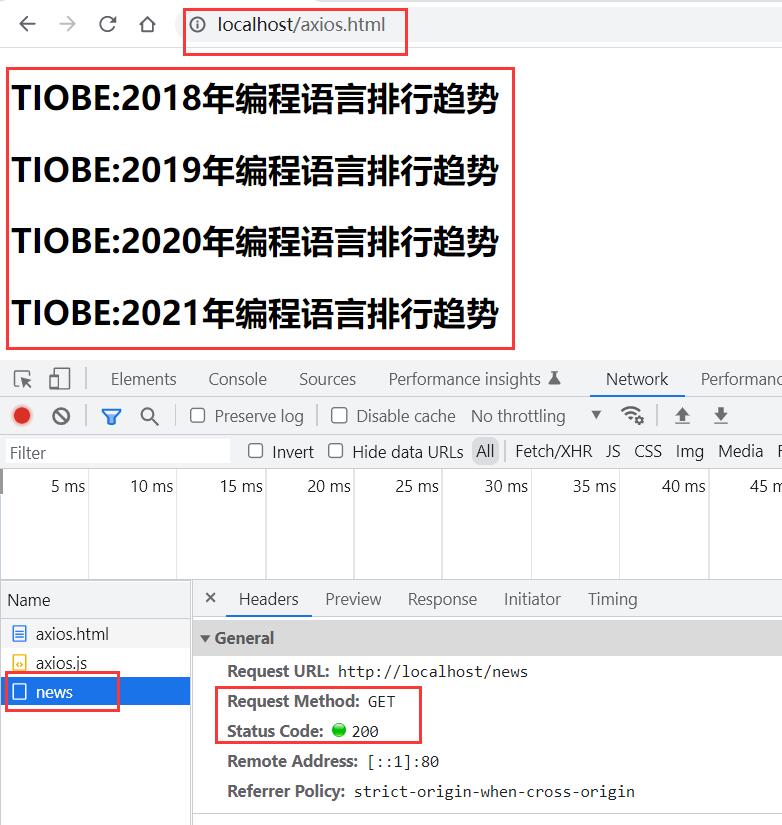 localhost/axios.html
TIOBE:2018年编程语言排行趋势
TIOBE:2019年编程语言排行趋势
TIOBE:2020年编程语言排行趋势
TIOBE:2021年编程语言排行趋势
Elements Console Sources Performance insights Network Performanc
Preserve log Disable cache No throttling
Filter Invert Hide data URLs All Fetch/XHR JS CSS Img Media F
5 ms 10 ms 15 ms 20 ms 25 ms 30 ms 35 ms 40 ms 45 m
Name Headers Preview Response Initiator Timing
axios.html General
axios.js Request URL: http://localhost/news
news Request Method: GET
Status Code: 200
Remote Address: [::1]:80
Referrer Policy: strict-origin-when-cross-origin